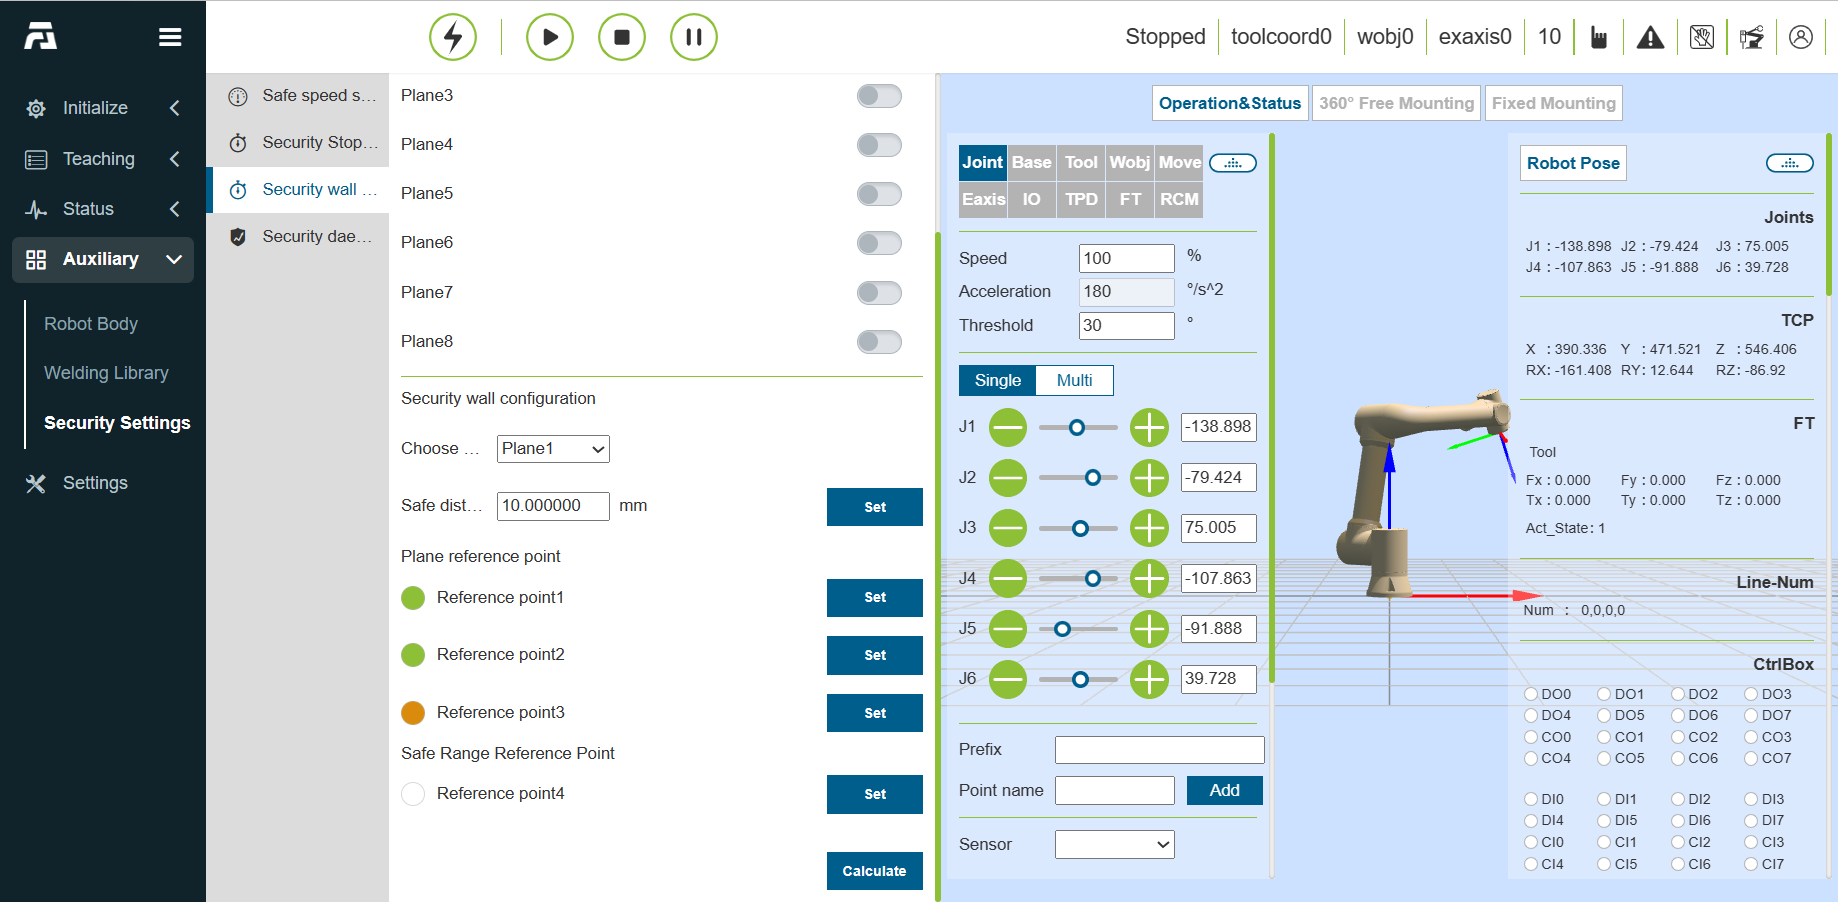 Stopped
toolcoord0
wobj0
exaxis0
10
Initialize
Teaching
Status
Auxiliary
Robot Body
Welding Library
Security Settings
Settings
Safe speed s...
Security Stop...
Security wall ...
Security dae...
Plane3
Plane4
Plane5
Plane6
Plane7
Plane8
Security wall configuration
Choose ... Plane1
Safe dist... 10.000000 mm Set
Plane reference point
Reference point1 Set
Reference point2 Set
Reference point3 Set
Safe Range Reference Point
Reference point4 Set
Calculate
Operation&Status 360° Free Mounting Fixed Mounting
Joint Base Tool Wobj Move
Eaxis IO TPD FT RCM
Speed 100 %
Acceleration 180 °/s^2
Threshold 30 °
Single Multi
J1 -138.898
J2 -79.424
J3 75.005
J4 -107.863
J5 -91.888
J6 39.728
Prefix
Point name Add
Sensor
Robot Pose
Joints
J1 : -138.898 J2 : -79.424 J3 : 75.005
J4 : -107.863 J5 : -91.888 J6 : 39.728
TCP
X : 390.336 Y : 471.521 Z : 546.406
RX: -161.408 RY: 12.644 RZ: -86.92
FT
Tool
Fx : 0.000 Fy : 0.000 Fz : 0.000
Tx : 0.000 Ty : 0.000 Tz : 0.000
Act_State: 1
Line-Num
Num : 0,0,0,0
CtrlBox
DO0 DO1 DO2 DO3
DO4 DO5 DO6 DO7
CO0 CO1 CO2 CO3
CO4 CO5 CO6 CO7
DI0 DI1 DI2 DI3
DI4 DI5 DI6 DI7
CI0 CI1 CI2 CI3
CI4 CI5 CI6 CI7